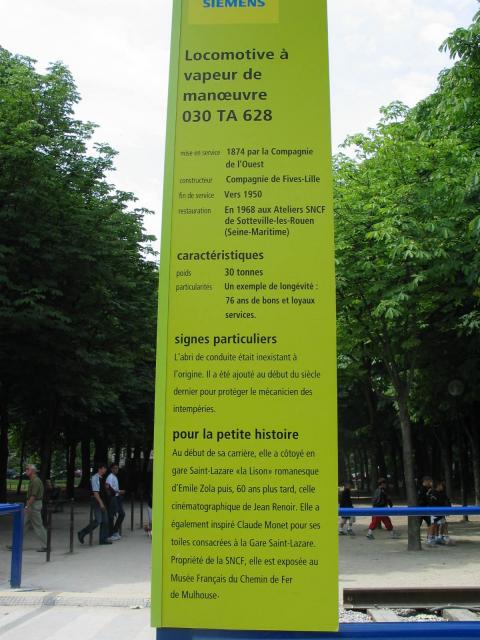 SIEMENS
Locomotive à
vapeur de
manœuvre
030 TA 628
mise en service 1874 par la Compagnie
de l'Ouest
constructeur Compagnie de Fives-Lille
fin de service Vers 1950
restauration En 1968 aux Ateliers SNCF
de Sotteville-les-Rouen
(Seine-Maritime)
caractéristiques
poids 30 tonnes
particularités Un exemple de longévité :
76 ans de bons et loyaux
services.
signes particuliers
L'abri de conduite était inexistant à
l'origine. Il a été ajouté au début du siècle
dernier pour protéger le mécanicien des
intempéries.
pour la petite histoire
Au début de sa carrière, elle a côtoyé en
gare Saint-Lazare «la Lison» romanesque
d'Emile Zola puis, 60 ans plus tard, celle
cinématographique de Jean Renoir. Elle a
également inspiré Claude Monet pour ses
toiles consacrées à la Gare Saint-Lazare.
Propriété de la SNCF, elle est exposée au
Musée Français du Chemin de Fer
de Mulhouse.